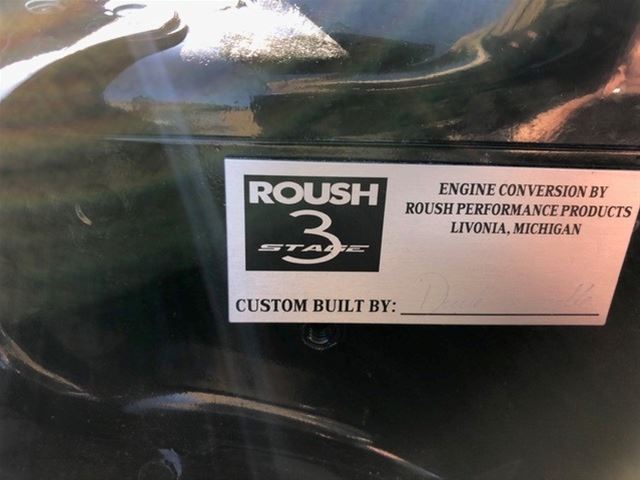 ROUSH
3
STAGE
ENGINE CONVERSION BY
ROUSH PERFORMANCE PRODUCTS
LIVONIA, MICHIGAN
CUSTOM BUILT BY: